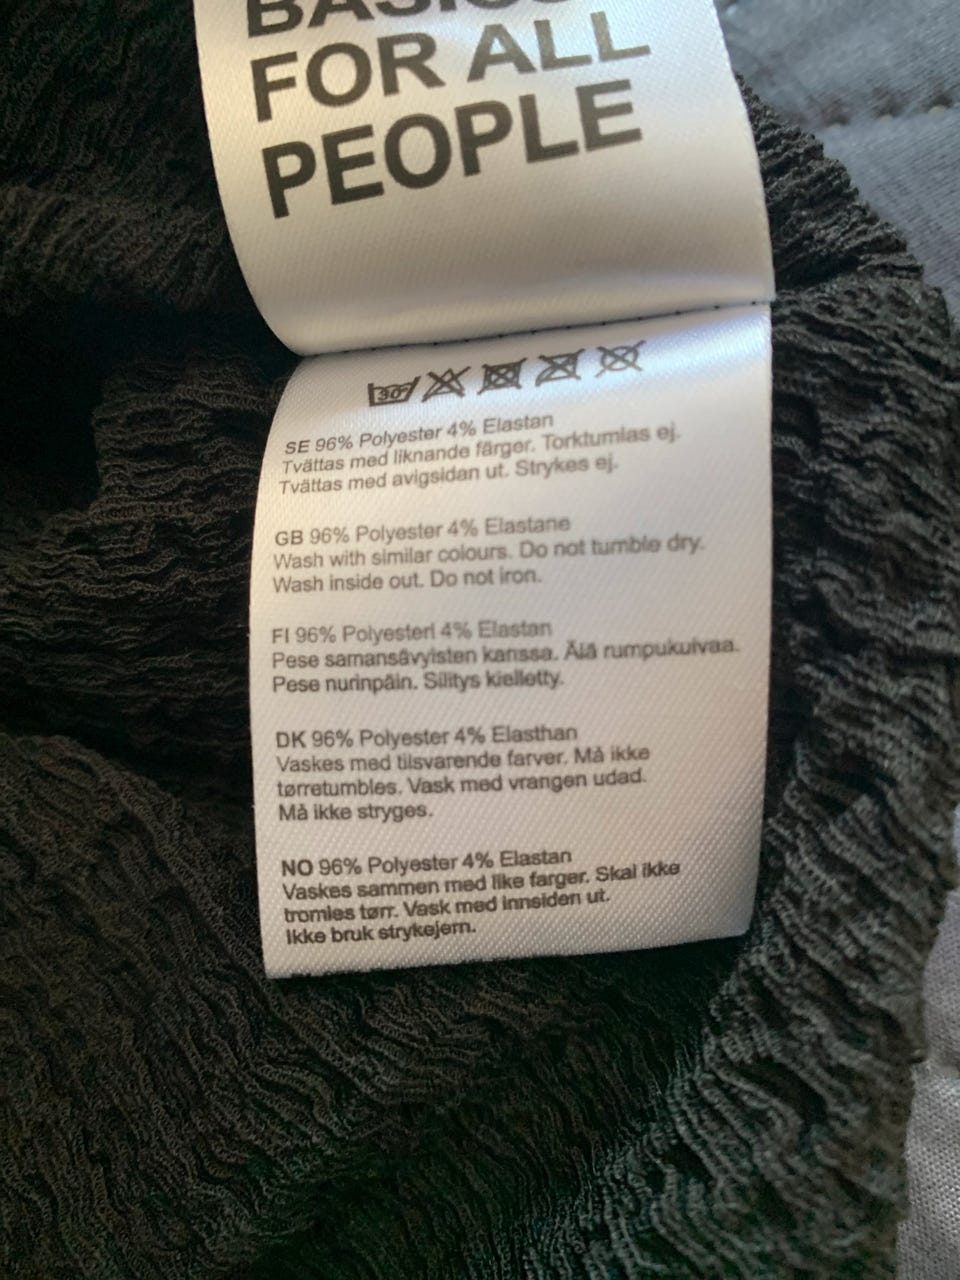 BASICS
FOR ALL
PEOPLE
30°
SE 96% Polyester 4% Elastan
Tvättas med liknande färger. Torktumlas ej.
Tvättas med avigsidan ut. Strykes ej.
GB 96% Polyester 4% Elastane
Wash with similar colours. Do not tumble dry.
Wash inside out. Do not iron.
FI 96% Polyesteri 4% Elastan
Pese samansävyisten kanssa. Älä rumpukuivaa.
Pese nurinpäin. Silitys kielletty.
DK 96% Polyester 4% Elasthan
Vaskes med tilsvarende farver. Må ikke
tørretumbles. Vask med vrangen udad.
Må ikke stryges.
NO 96% Polyester 4% Elastan
Vaskes sammen med like farger. Skal ikke
tromles tørr. Vask med innsiden ut.
Ikke bruk strykejern.